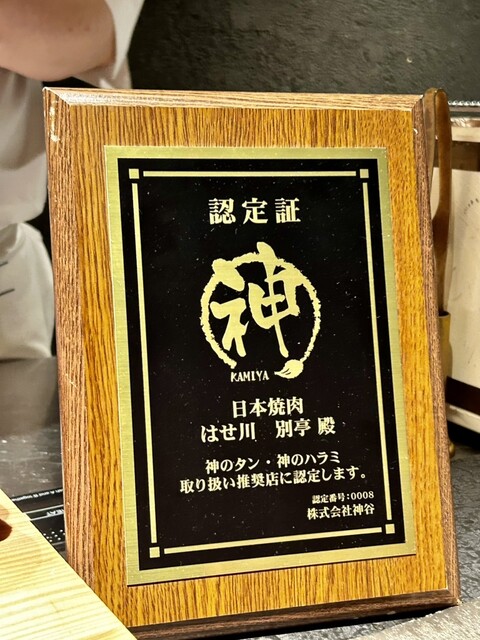 認定証
神
KAMIYA
日本焼肉
はせ川 別亭 殿
神のタン・神のハラミ
取り扱い推奨店に認定します。
認定番号:0008
株式会社神谷